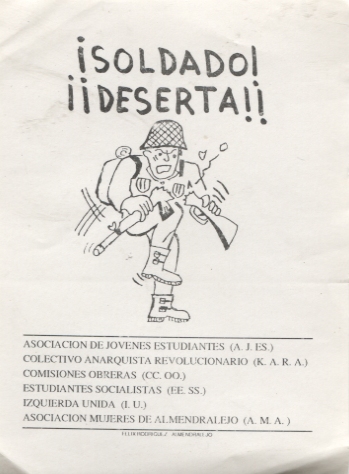 ¡SOLDADO!
¡¡DESERTA!!
ASOCIACION DE JOVENES ESTUDIANTES (A. J. ES.)
COLECTIVO ANARQUISTA REVOLUCIONARIO (K. A. R. A.)
COMISIONES OBRERAS (CC. OO.)
ESTUDIANTES SOCIALISTAS (EE. SS.)
IZQUIERDA UNIDA (I. U.)
ASOCIACION MUJERES DE ALMENDRALEJO (A. M. A. )
ALMENDRALEJO